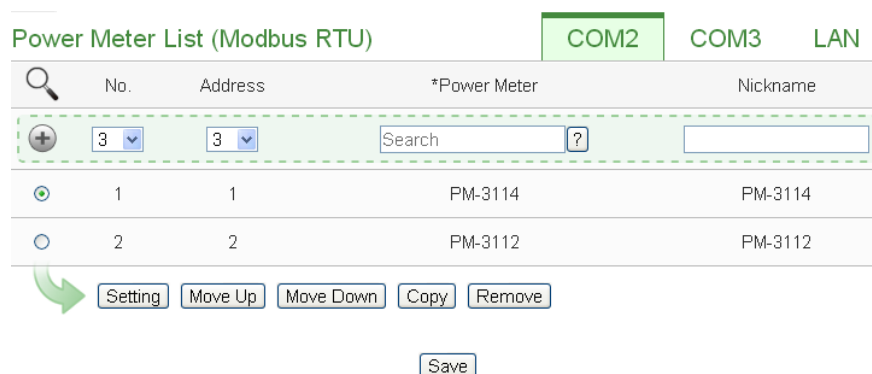 Power Meter List (Modbus RTU) COM2 COM3 LAN
No. Address *Power Meter Nickname
3 3 Search ?
1 1 PM-3114 PM-3114
2 2 PM-3112 PM-3112
Setting Move Up Move Down Copy Remove
Save